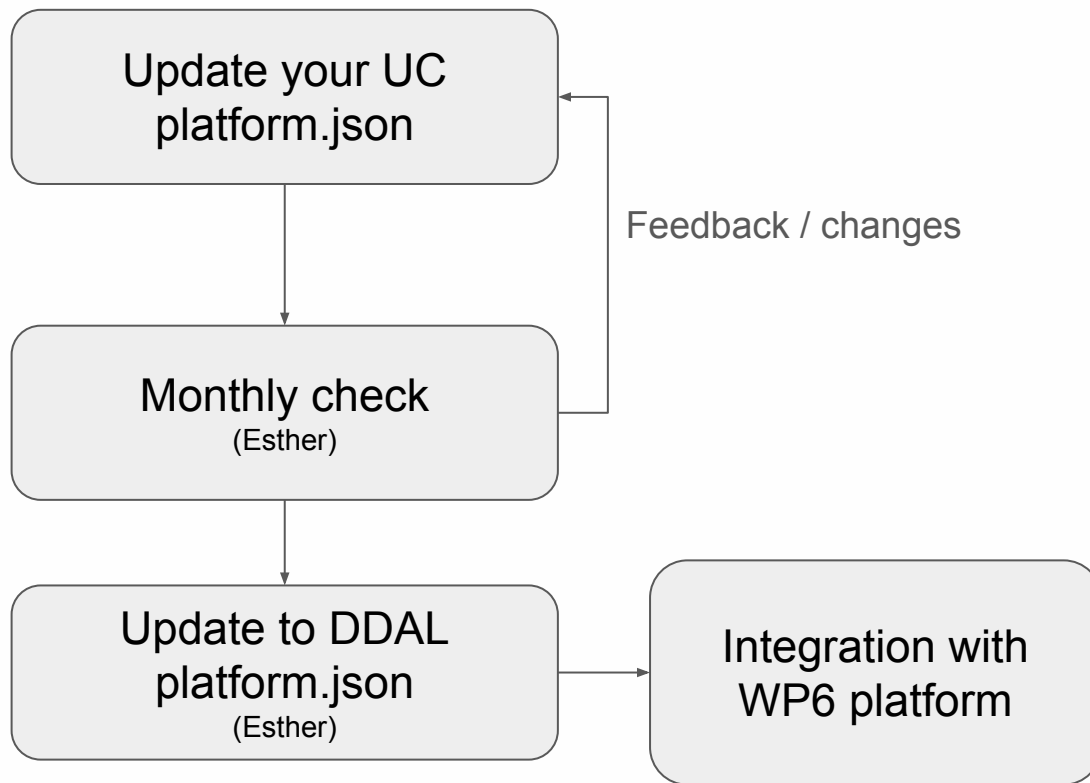 Update your UC
platform.json
Feedback / changes
Monthly check
(Esther)
Update to DDAL
platform.json
(Esther)
Integration with
WP6 platform